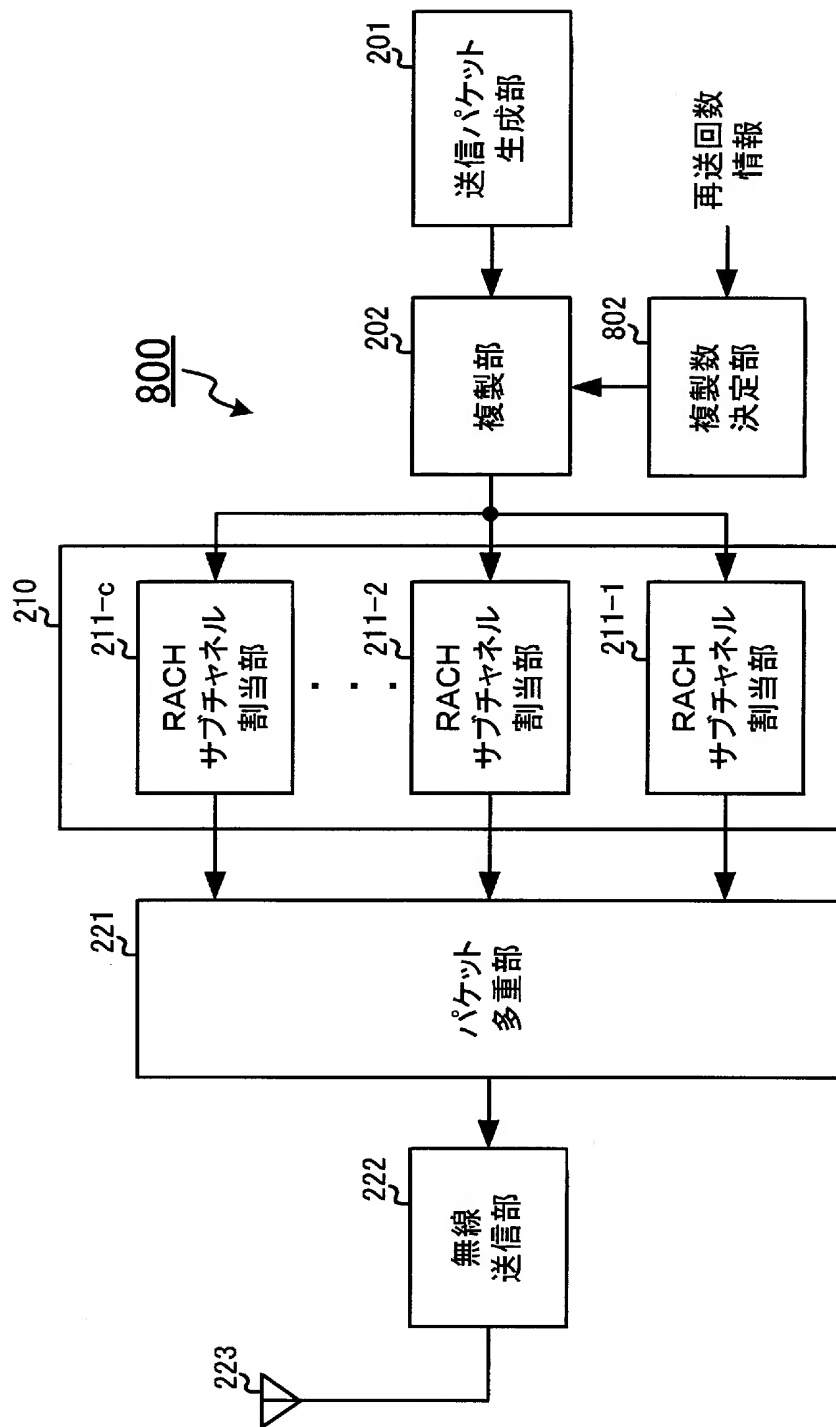 800
201
送信パケット
生成部
202
複製部
再送回数
情報
802
複製数
決定部
210
211-c
RACH
サブチャネル
割当部
・・・
211-2
RACH
サブチャネル
割当部
211-1
RACH
サブチャネル
割当部
221
パケット
多重部
222
無線
送信部
223